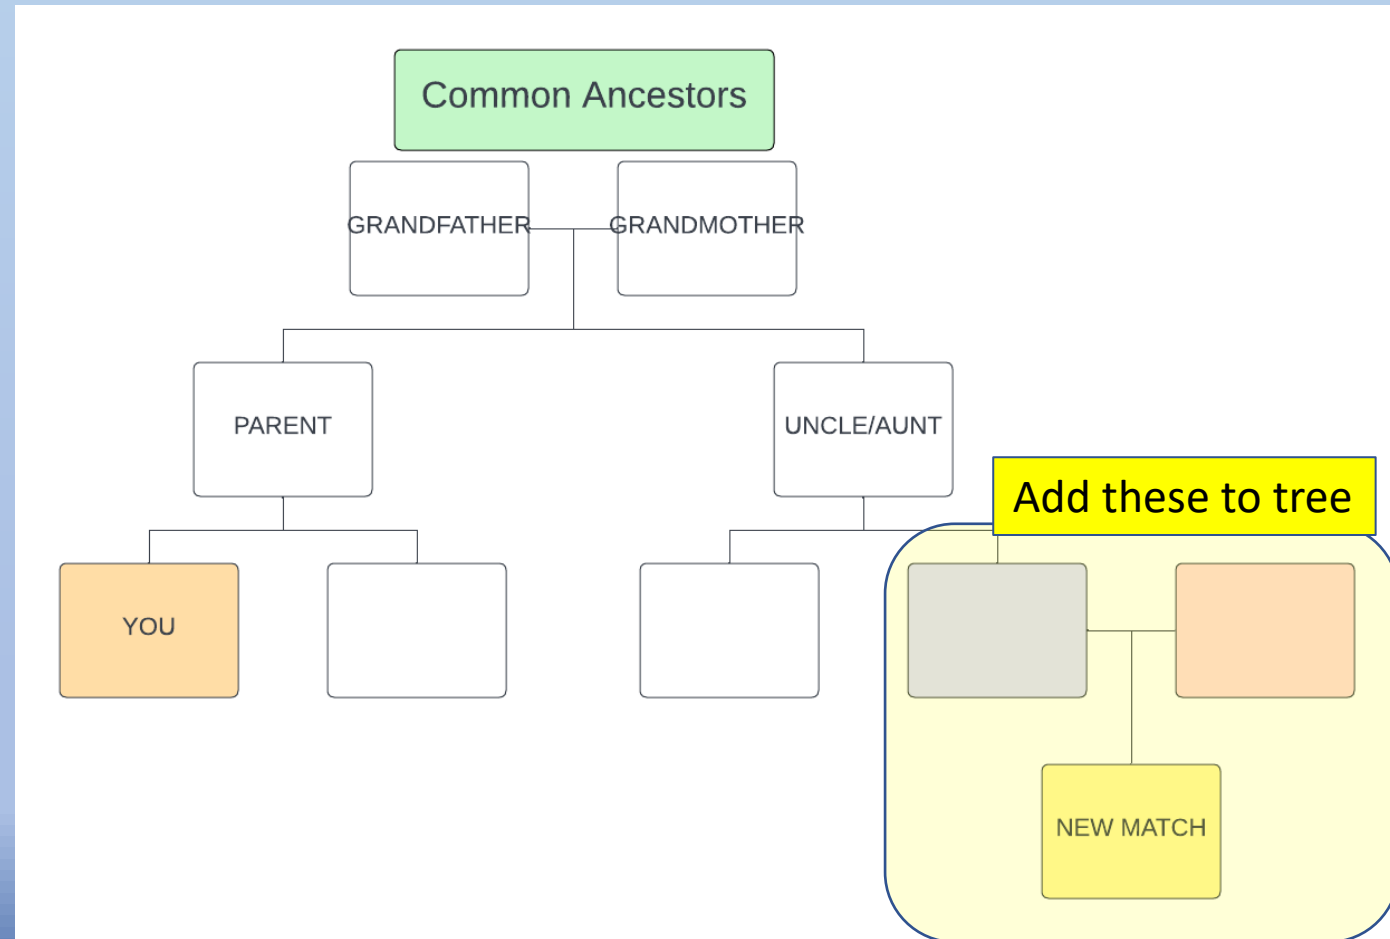 Common Ancestors
GRANDFATHER
GRANDMOTHER
PARENT
UNCLE/AUNT
Add these to tree
YOU
NEW MATCH